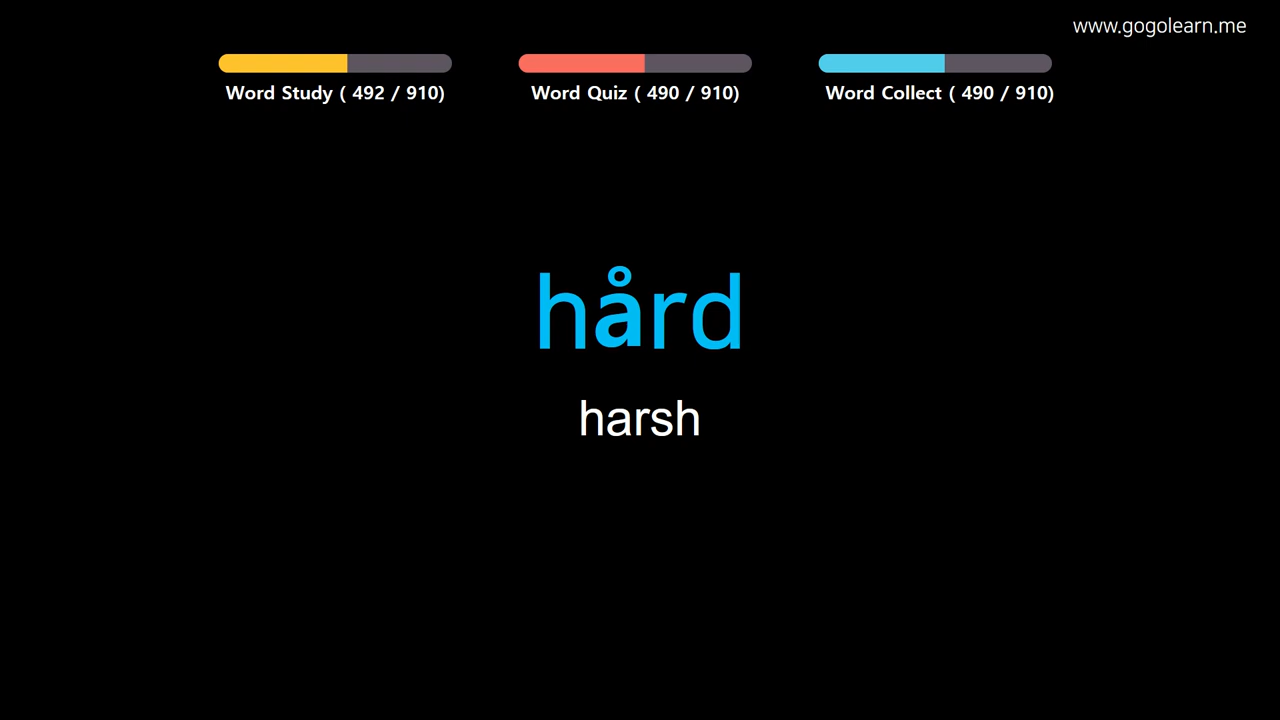 www.gogolearn.me
Word Study ( 492 / 910)
Word Quiz ( 490 / 910)
Word Collect ( 490 / 910)
hård
harsh